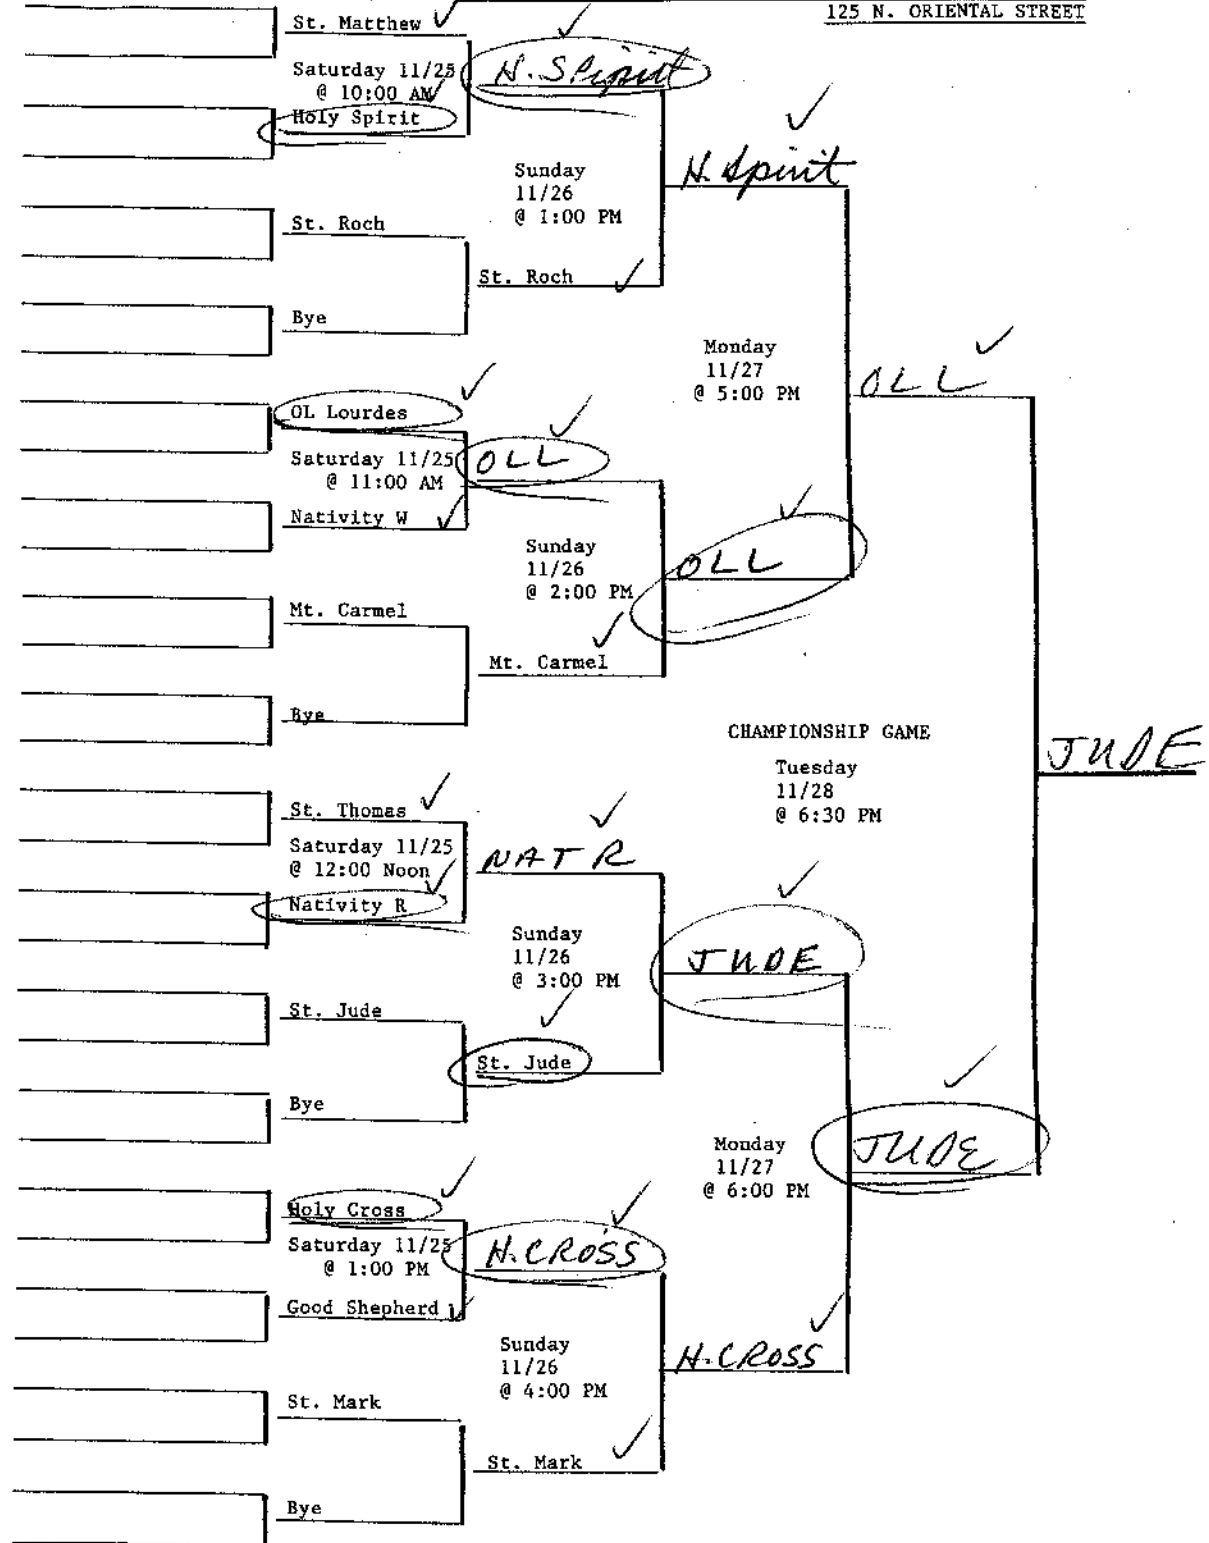 125 N. ORIENTAL STREET
St. Matthew
Saturday 11/25
@ 10:00 AM
H. Spirit
Holy Spirit
Sunday
11/26
@ 1:00 PM
H. Spirit
St. Roch
St. Roch
Bye
Monday
11/27
@ 5:00 PM
OLL
OL Lourdes
Saturday 11/25
@ 11:00 AM
OLL
Nativity W
Sunday
11/26
@ 2:00 PM
OLL
Mt. Carmel
Mt. Carmel
Bye
CHAMPIONSHIP GAME
Tuesday
11/28
@ 6:30 PM
JUDE
St. Thomas
Saturday 11/25
@ 12:00 Noon
NAT R
Nativity R
Sunday
11/26
@ 3:00 PM
JUDE
St. Jude
St. Jude
Bye
Monday
11/27
@ 6:00 PM
JUDE
Holy Cross
Saturday 11/25
@ 1:00 PM
H. CROSS
Good Shepherd
Sunday
11/26
@ 4:00 PM
H. CROSS
St. Mark
St. Mark
Bye